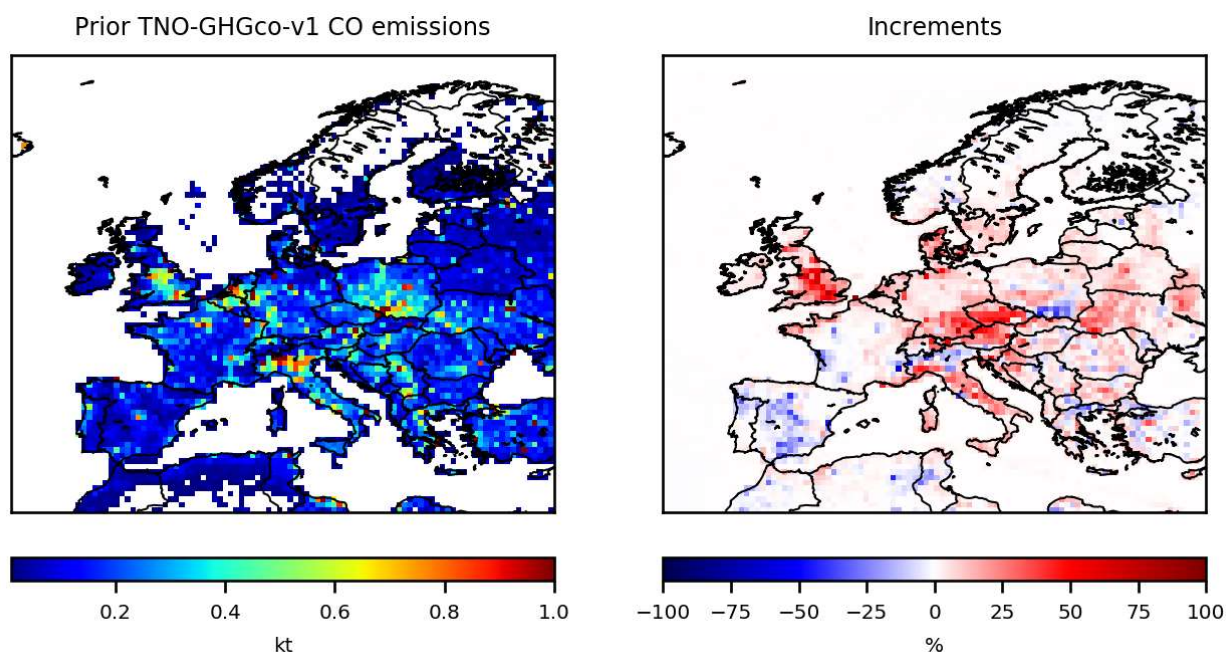 Prior TNO-GHGco-v1 CO emissions
Increments
0.2 0.4 0.6 0.8 1.0
kt
−100 −75 −50 −25 0 25 50 75 100
%